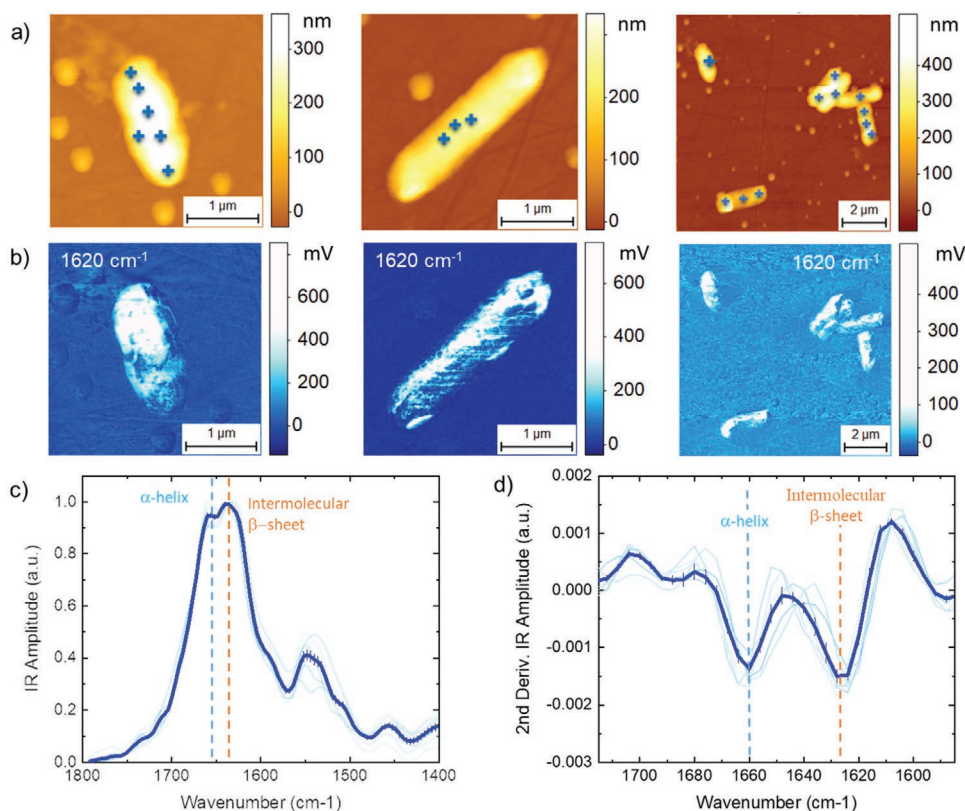 a)
nm
300
200
100
0
1 µm
nm
200
100
0
1 µm
nm
400
300
200
100
0
2 µm
b)
1620 cm⁻¹
mV
600
400
200
0
1 µm
1620 cm⁻¹
mV
600
400
200
0
1 µm
1620 cm⁻¹
mV
400
300
200
100
0
2 µm
c)
α-helix
Intermolecular
β-sheet
1.0
0.8
0.6
0.4
0.2
0.0
IR Amplitude (a.u.)
1800
1700
1600
1500
1400
Wavenumber (cm-1)
d)
α-helix
Intermolecular
β-sheet
0.002
0.001
0.000
-0.001
-0.002
-0.003
2nd Deriv. IR Amplitude (a.u.)
1700
1680
1660
1640
1620
1600
Wavenumber (cm-1)